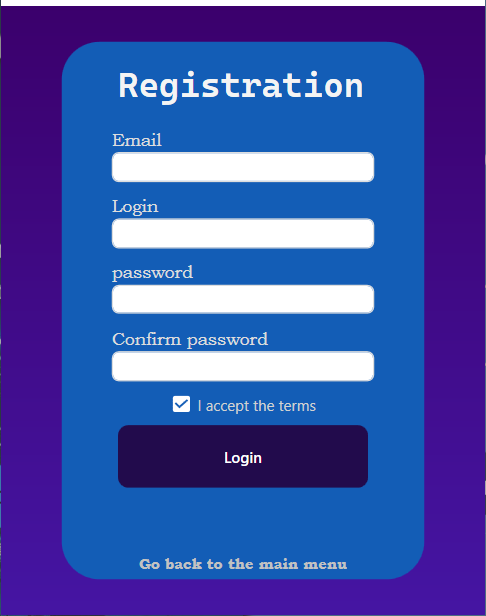 Registration
Email
Login
password
Confirm password
I accept the terms
Login
Go back to the main menu